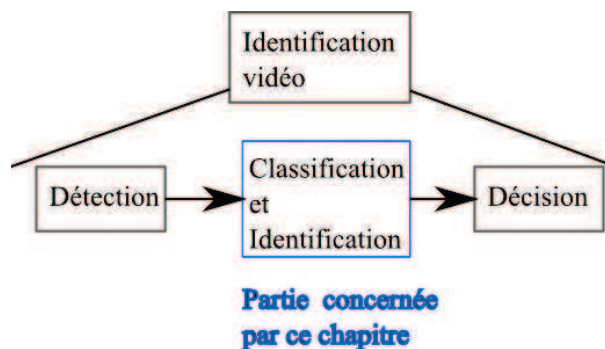 Identification
vidéo
Détection
Classification
et
Identification
Décision
Partie concernée
par ce chapitre